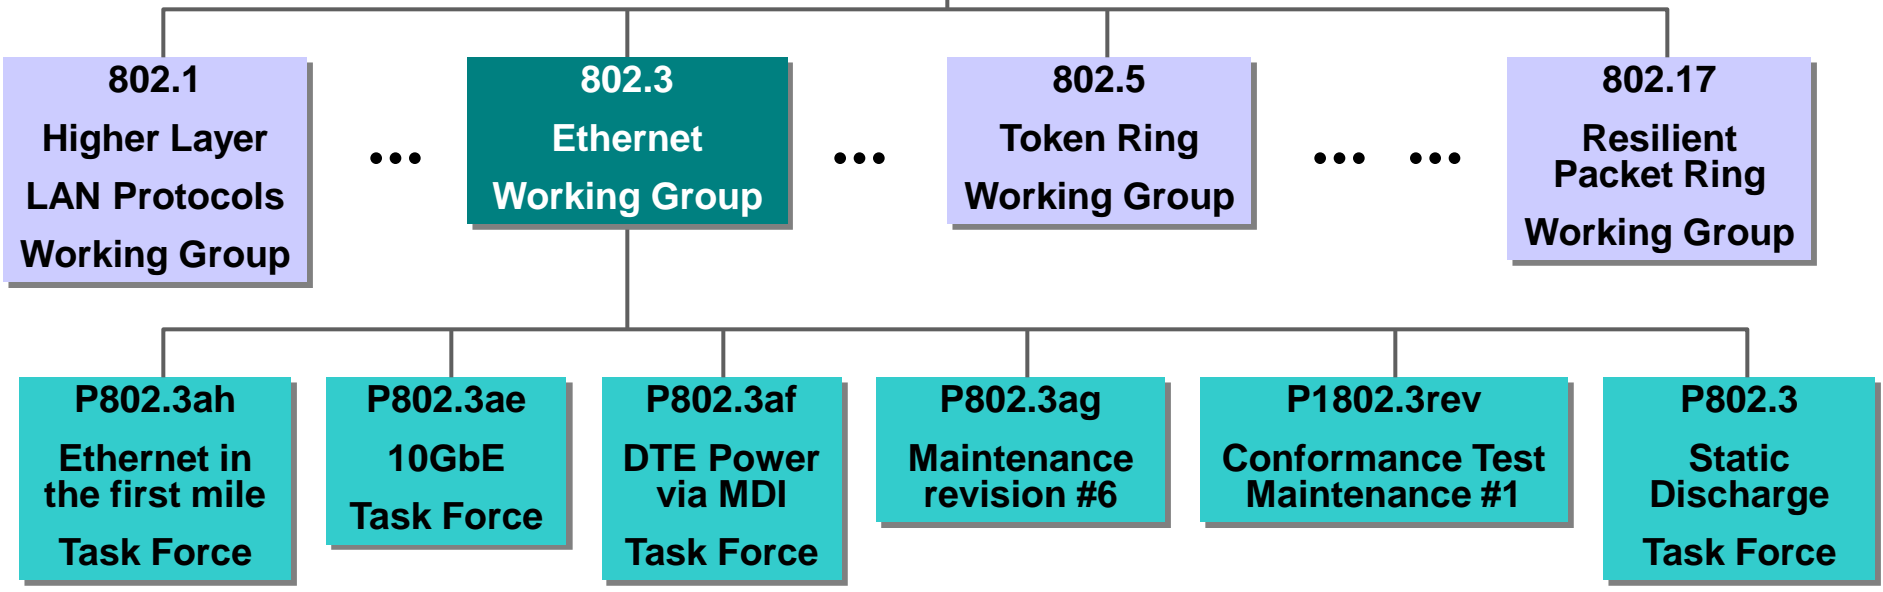 802.1
Higher Layer
LAN Protocols
Working Group
...
802.3
Ethernet
Working Group
...
802.5
Token Ring
Working Group
... ...
802.17
Resilient
Packet Ring
Working Group
P802.3ah
Ethernet in
the first mile
Task Force
P802.3ae
10GbE
Task Force
P802.3af
DTE Power
via MDI
Task Force
P802.3ag
Maintenance
revision #6
P1802.3rev
Conformance Test
Maintenance #1
P802.3
Static
Discharge
Task Force